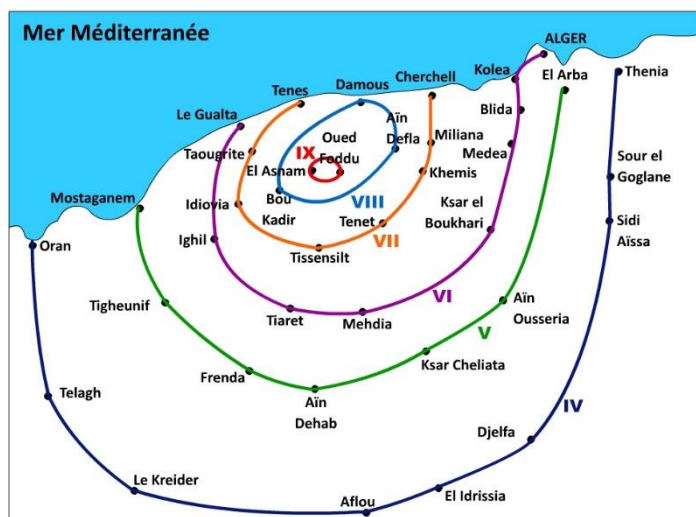 Mer Méditerranée
ALGER
Kolea
El Arba
Thenia
Cherchell
Damous
Tenes
Le Gualta
Blida
Aïn
Defla
Oued
Foddu
Miliana
Medea
Taougrite
IX
El Asnam
Khemis
Sour el
Goglane
Mostaganem
Idiovia
Bou
Kadir
VIII
Tenet
Ksar el
Boukhari
Sidi
Aïssa
Oran
Ighil
VII
Tissensilt
VI
Tigheunif
Tiaret
Mehdia
Aïn
Ousseria
V
Ksar Cheliata
Frenda
Telagh
Aïn
Dehab
IV
Djelfa
Le Kreider
Aflou
El Idrissia